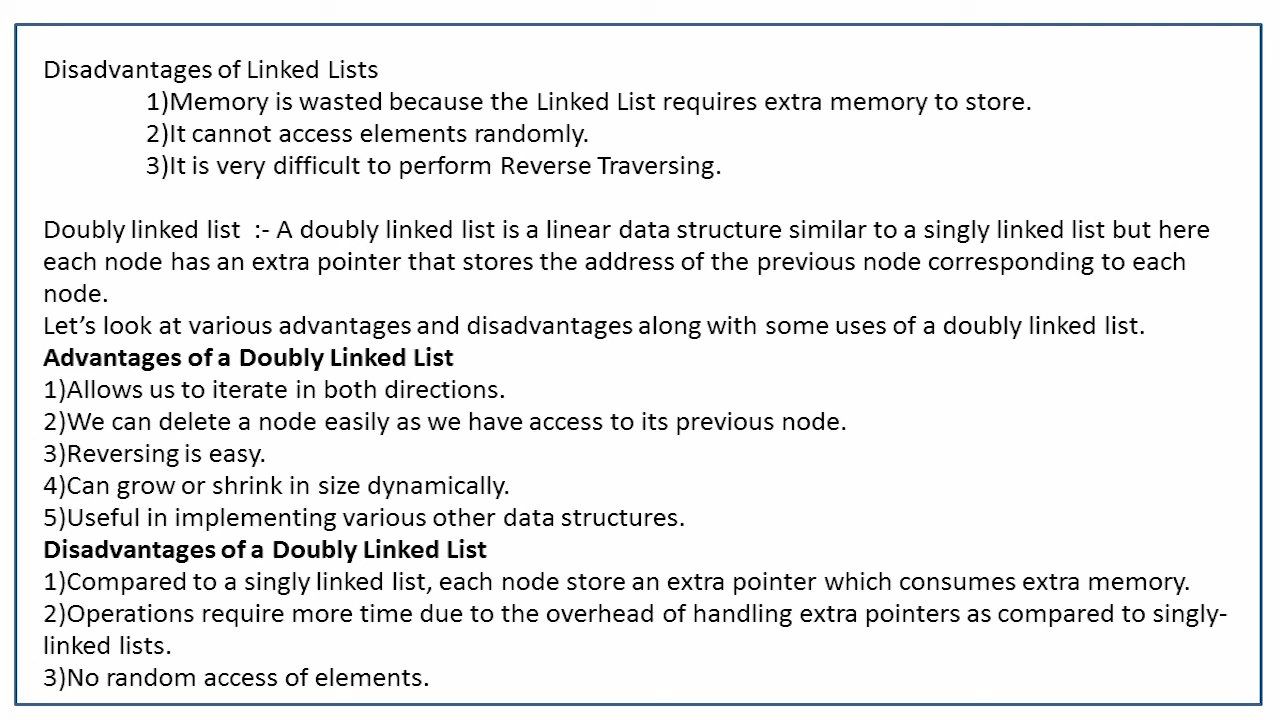 Disadvantages of Linked Lists
1)Memory is wasted because the Linked List requires extra memory to store.
2)It cannot access elements randomly.
3)It is very difficult to perform Reverse Traversing.
Doubly linked list :- A doubly linked list is a linear data structure similar to a singly linked list but here
each node has an extra pointer that stores the address of the previous node corresponding to each
node.
Let’s look at various advantages and disadvantages along with some uses of a doubly linked list.
Advantages of a Doubly Linked List
1)Allows us to iterate in both directions.
2)We can delete a node easily as we have access to its previous node.
3)Reversing is easy.
4)Can grow or shrink in size dynamically.
5)Useful in implementing various other data structures.
Disadvantages of a Doubly Linked List
1)Compared to a singly linked list, each node store an extra pointer which consumes extra memory.
2)Operations require more time due to the overhead of handling extra pointers as compared to singly-
linked lists.
3)No random access of elements.